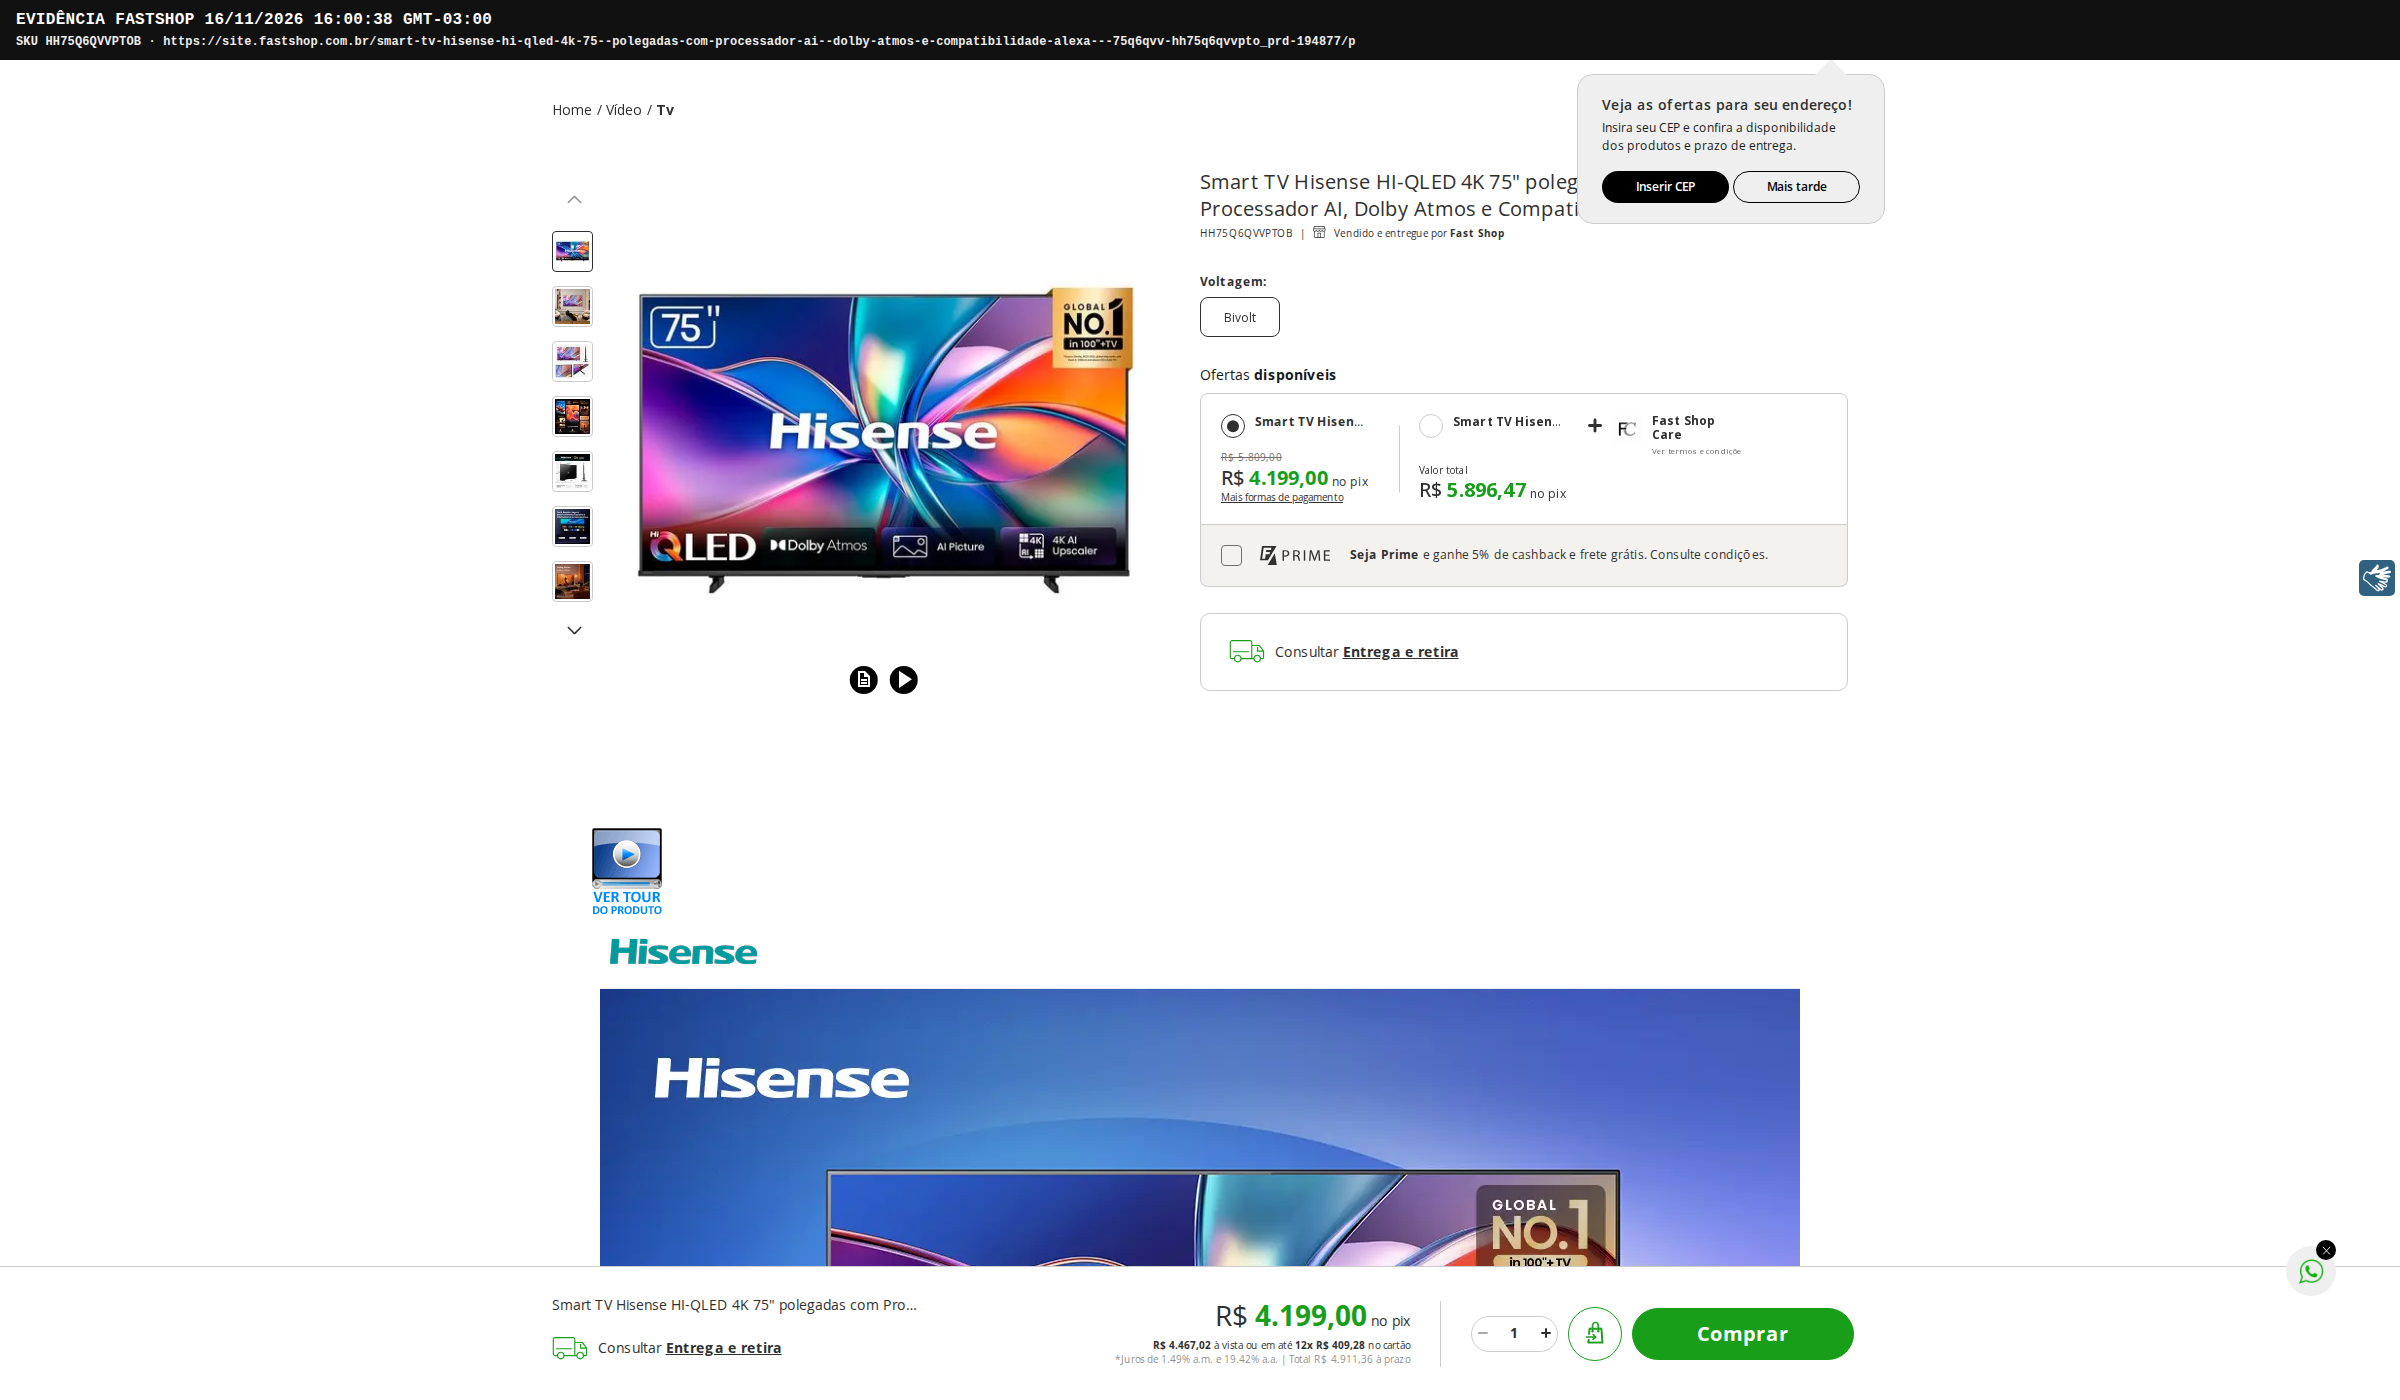 EVIDÊNCIA FASTSHOP 16/11/2026 16:00:38 GMT-03:00
SKU HH75Q6QVVPTOB · https://site.fastshop.com.br/smart-tv-hisense-hi-qled-4k-75--polegadas-com-processador-ai--dolby-atmos-e-compatibilidade-alexa---75q6qvv-hh75q6qvvpto_prd-194877/p
Home / Vídeo / Tv
Veja as ofertas para seu endereço!
Insira seu CEP e confira a disponibilidade
dos produtos e prazo de entrega.
Inserir CEP
Mais tarde
Smart TV Hisense HI-QLED 4K 75" poleg
Processador AI, Dolby Atmos e Compati
HH75Q6QVVPTOB | Vendido e entregue por Fast Shop
Voltagem:
Bivolt
Ofertas disponíveis
Smart TV Hisen...
R$ 5.809,00
R$ 4.199,00 no pix
Mais formas de pagamento
Smart TV Hisen...
Valor total
R$ 5.896,47 no pix
+ FC Fast Shop
Care
Ver termos e condiçõe
PRIME Seja Prime e ganhe 5% de cashback e frete grátis. Consulte condições.
Consultar Entrega e retira
75"
GLOBAL
NO.1
in 100"+TV
Hisense
HI QLED
Dolby Atmos
AI Picture
4K AI
Upscaler
VER TOUR
DO PRODUTO
Hisense
Hisense
GLOBAL
NO.1
in 100"+TV
Smart TV Hisense HI-QLED 4K 75" polegadas com Pro...
Consultar Entrega e retira
R$ 4.199,00 no pix
R$ 4.467,02 à vista ou em até 12x R$ 409,28 no cartão
*Juros de 1.49% a.m. e 19.42% a.a. | Total R$ 4.911,36 à prazo
− 1 +
Comprar